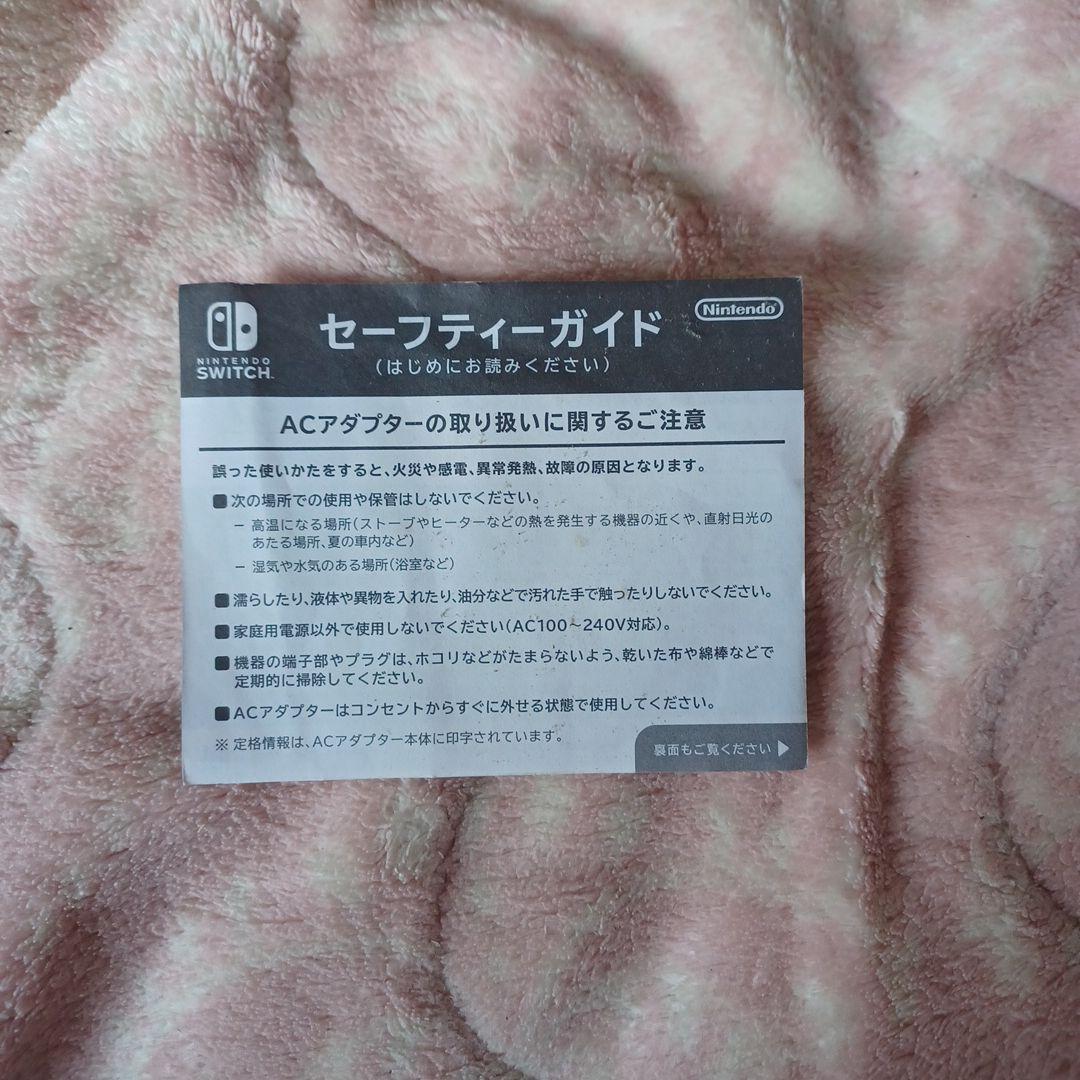 NINTENDO
SWITCH™
セーフティーガイド
Nintendo®
(はじめにお読みください)
ACアダプターの取り扱いに関するご注意
誤った使いかたをすると、火災や感電、異常発熱、故障の原因となります。
■次の場所での使用や保管はしないでください。
– 高温になる場所(ストーブやヒーターなどの熱を発生する機器の近くや、直射日光の
あたる場所、夏の車内など)
– 湿気や水気のある場所(浴室など)
■濡らしたり、液体や異物を入れたり、油分などで汚れた手で触ったりしないでください。
■家庭用電源以外で使用しないでください(AC100~240V対応)。
■機器の端子部やプラグは、ホコリなどがたまらないよう、乾いた布や綿棒などで
定期的に掃除してください。
■ACアダプターはコンセントからすぐに外せる状態で使用してください。
※ 定格情報は、ACアダプター本体に印字されています。
裏面もご覧ください ▶